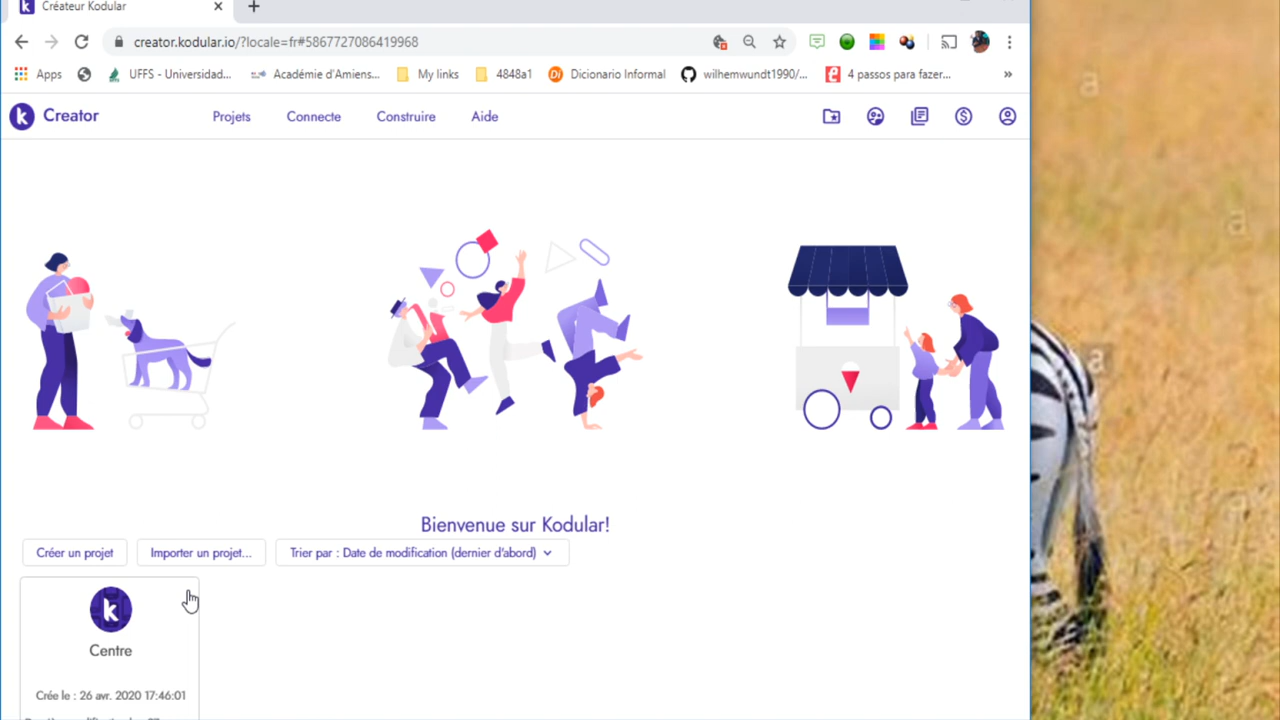 Créateur Kodular
creator.kodular.io/?locale=fr#5867727086419968
Apps
UFFS - Universidad...
Académie d'Amiens...
My links
4848a1
Di
Dicionario Informal
wilhemwundt1990/...
4 passos para fazer...
»
k
Creator
Projets
Connecte
Construire
Aide
Bienvenue sur Kodular!
Créer un projet
Importer un projet...
Trier par : Date de modification (dernier d'abord)
k
Centre
Crée le : 26 avr. 2020 17:46:01
a
a
a